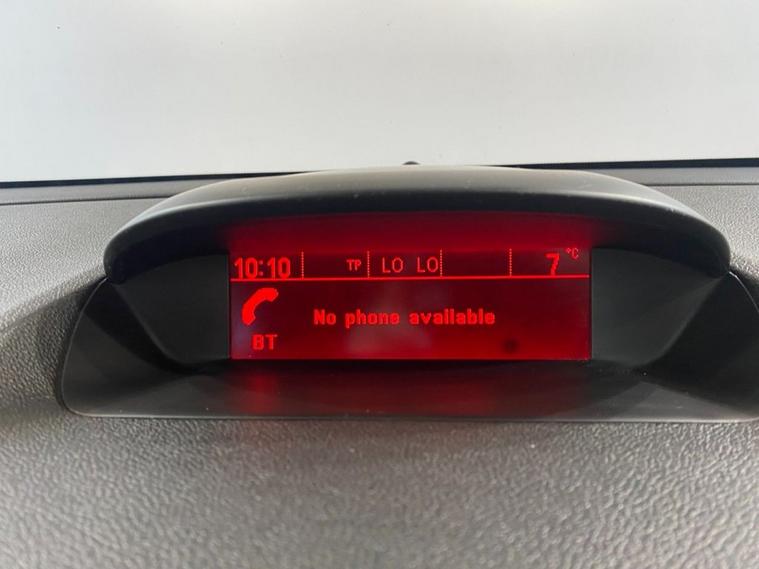 10:10 TP LO LO 7 °C
No phone available
BT